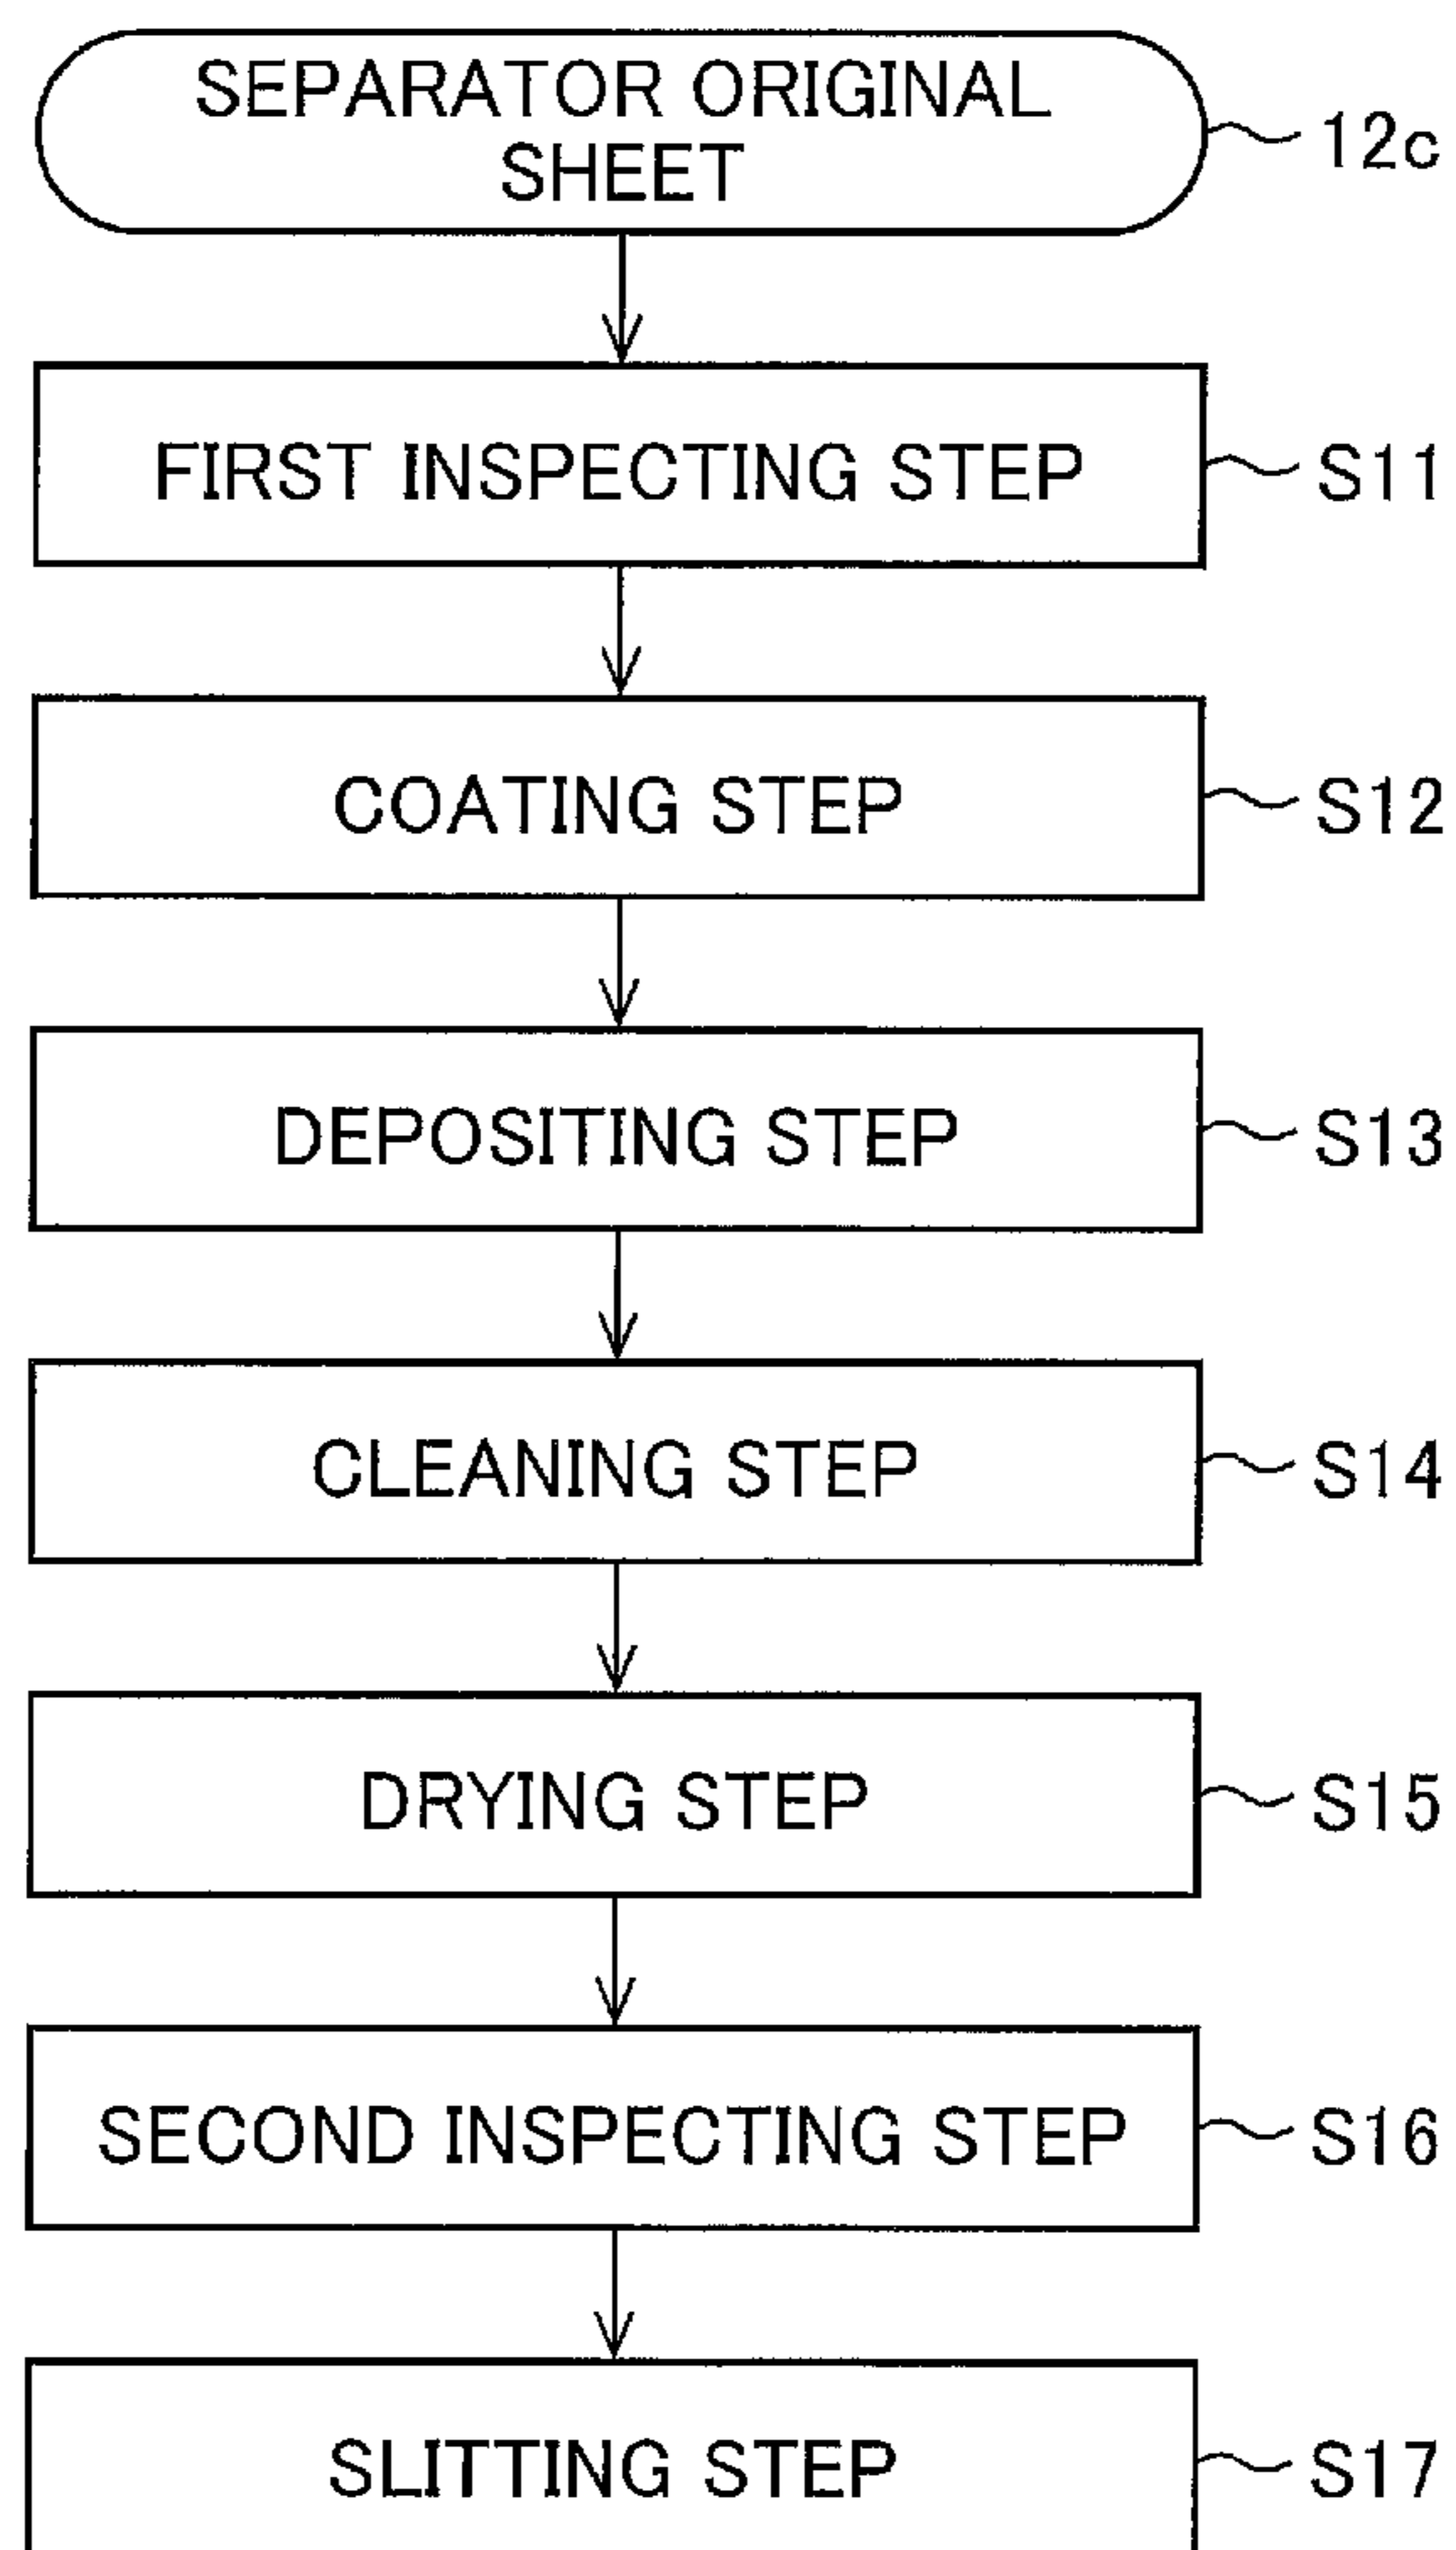 SEPARATOR ORIGINAL
SHEET
12c
FIRST INSPECTING STEP
S11
COATING STEP
S12
DEPOSITING STEP
S13
CLEANING STEP
S14
DRYING STEP
S15
SECOND INSPECTING STEP
S16
SLITTING STEP
S17